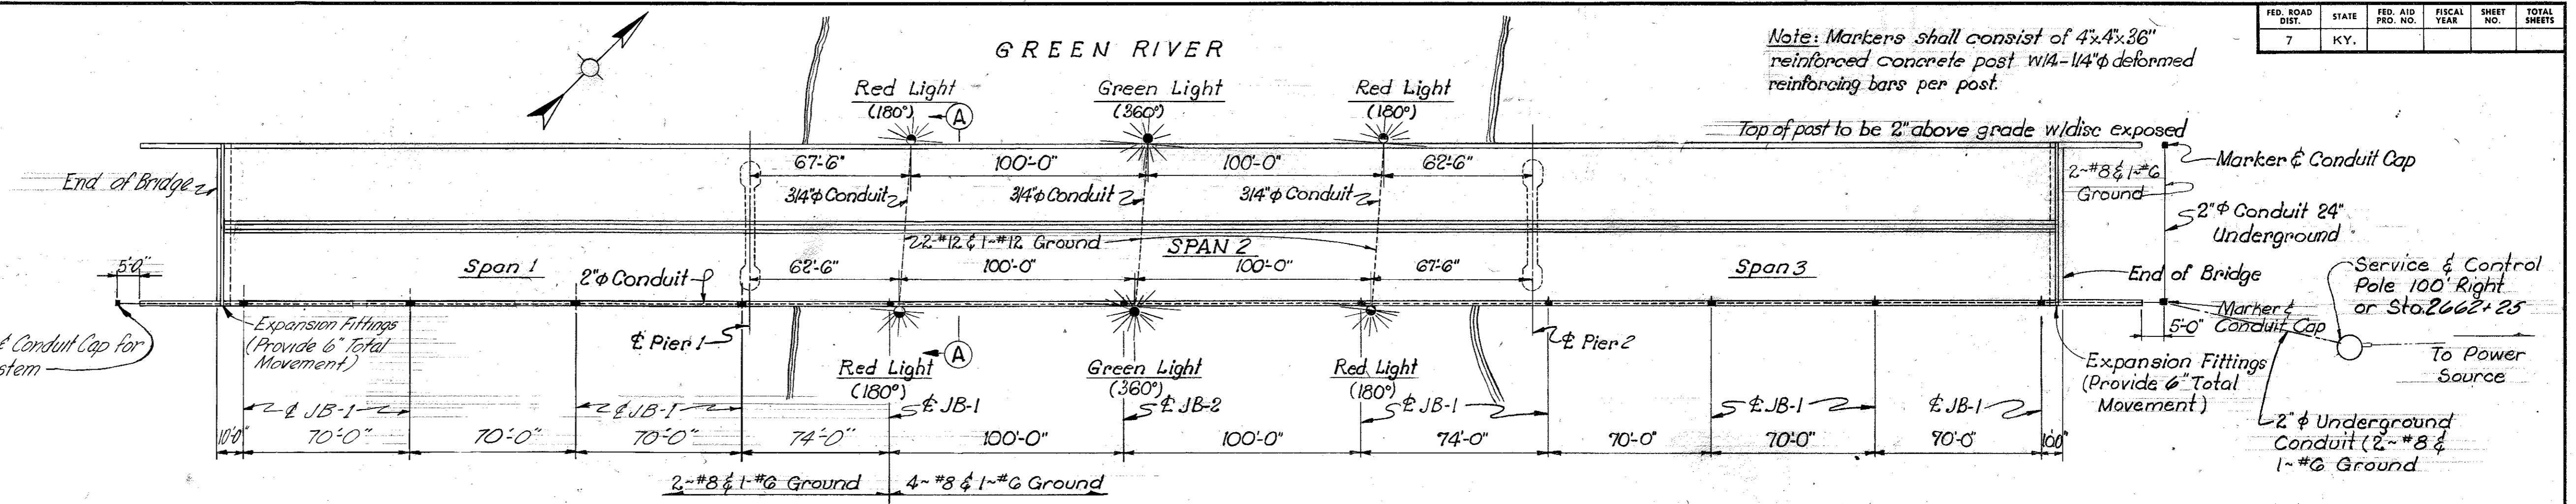 FED. ROAD DIST. STATE FED. AID PRO. NO. FISCAL YEAR SHEET NO. TOTAL SHEETS
7 KY.
GREEN RIVER
Note: Markers shall consist of 4"x4"x36"
reinforced concrete post w/4-1/4"φ deformed
reinforcing bars per post.
Top of post to be 2" above grade w/disc exposed
Red Light
(180°)
A
Green Light
(360°)
Red Light
(180°)
67'-6" 100'-0" 100'-0" 62'-6"
End of Bridge
3/4"φ Conduit 3/4"φ Conduit 3/4"φ Conduit
Marker & Conduit Cap
2~#8 & 1~#6
Ground
2"φ Conduit 24"
Underground
2-#12 & 1~#12 Ground
SPAN 2
5'-0"
Span 1
2"φ Conduit
62'-6" 100'-0" 100'-0" 67'-6"
Span 3
End of Bridge
Service & Control
Pole 100' Right
or Sta. 2662+25
Marker &
Conduit Cap
5'-0"
To Power
Source
& Conduit Cap for
stem
Expansion Fittings
(Provide 6" Total
Movement)
℄ Pier 1
A
℄ Pier 2
Red Light
(180°)
Green Light
(360°)
Red Light
(180°)
Expansion Fittings
(Provide 6" Total
Movement)
℄ JB-1 ℄ JB-1 ℄ JB-1 ℄ JB-2 ℄ JB-1 ℄ JB-1 ℄ JB-1
10'-0" 70'-0" 70'-0" 70'-0" 74'-0" 100'-0" 100'-0" 74'-0" 70'-0" 70'-0" 70'-0" 10'-0"
2"φ Underground
Conduit (2~#8 &
1~#6 Ground
2~#8 & 1-#6 Ground 4~#8 & 1~#6 Ground